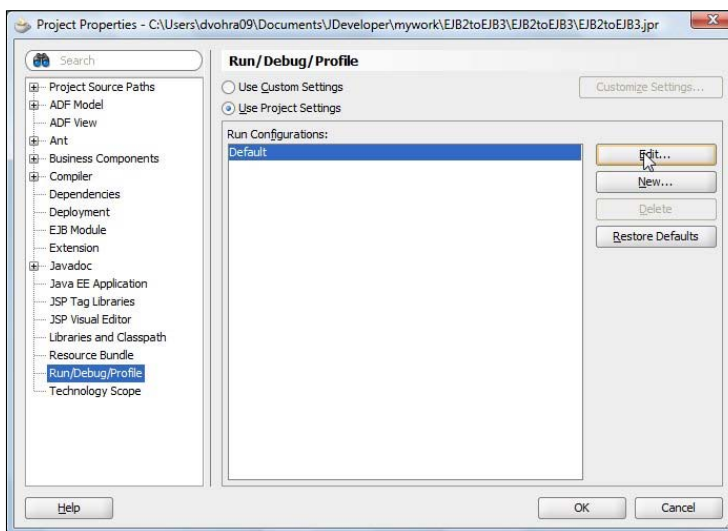 Project Properties - C:\Users\dvohra09\Documents\JDeveloper\mywork\EJB2toEJB3\EJB2toEJB3\EJB2toEJB3.jpr
Search
Project Source Paths
ADF Model
ADF View
Ant
Business Components
Compiler
Dependencies
Deployment
EJB Module
Extension
Javadoc
Java EE Application
JSP Tag Libraries
JSP Visual Editor
Libraries and Classpath
Resource Bundle
Run/Debug/Profile
Technology Scope
Run/Debug/Profile
Use Custom Settings
Customize Settings...
Use Project Settings
Run Configurations:
Default
Edit...
New...
Delete
Restore Defaults
Help
OK
Cancel